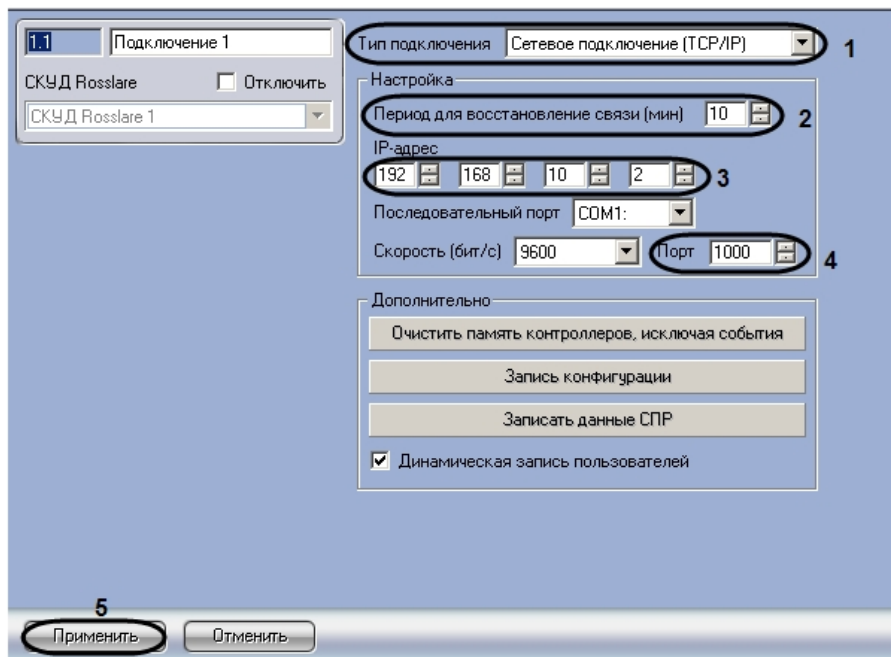 1.1 Подключение 1
СКУД Rosslare Отключить
СКУД Rosslare 1
Тип подключения Сетевое подключение (TCP/IP) 1
Настройка
Период для восстановление связи (мин) 10 2
IP-адрес
192 168 10 2 3
Последовательный порт COM1:
Скорость (бит/с) 9600 Порт 1000 4
Дополнительно
Очистить память контроллеров, исключая события
Запись конфигурации
Записать данные СПР
Динамическая запись пользователей
5
Применить Отменить